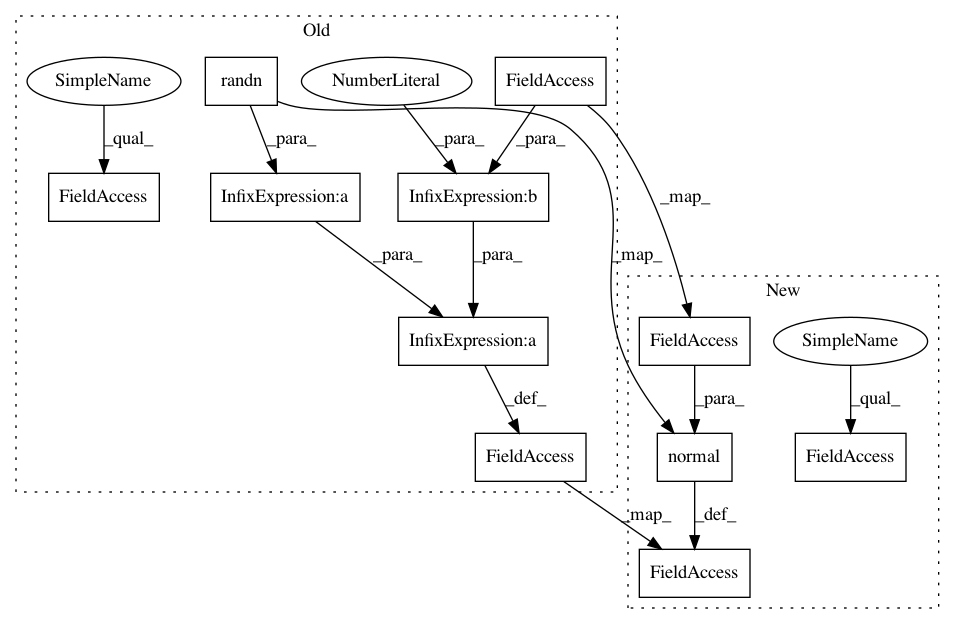 Old
SimpleName
randn
NumberLiteral
FieldAccess
_qual_
_para_
_para_
_para_
FieldAccess
InfixExpression:a
InfixExpression:b
_map_
_para_
_para_
_map_
New
InfixExpression:a
FieldAccess
SimpleName
_def_
_para_
_qual_
FieldAccess
normal
FieldAccess
_map_
_def_
FieldAccess